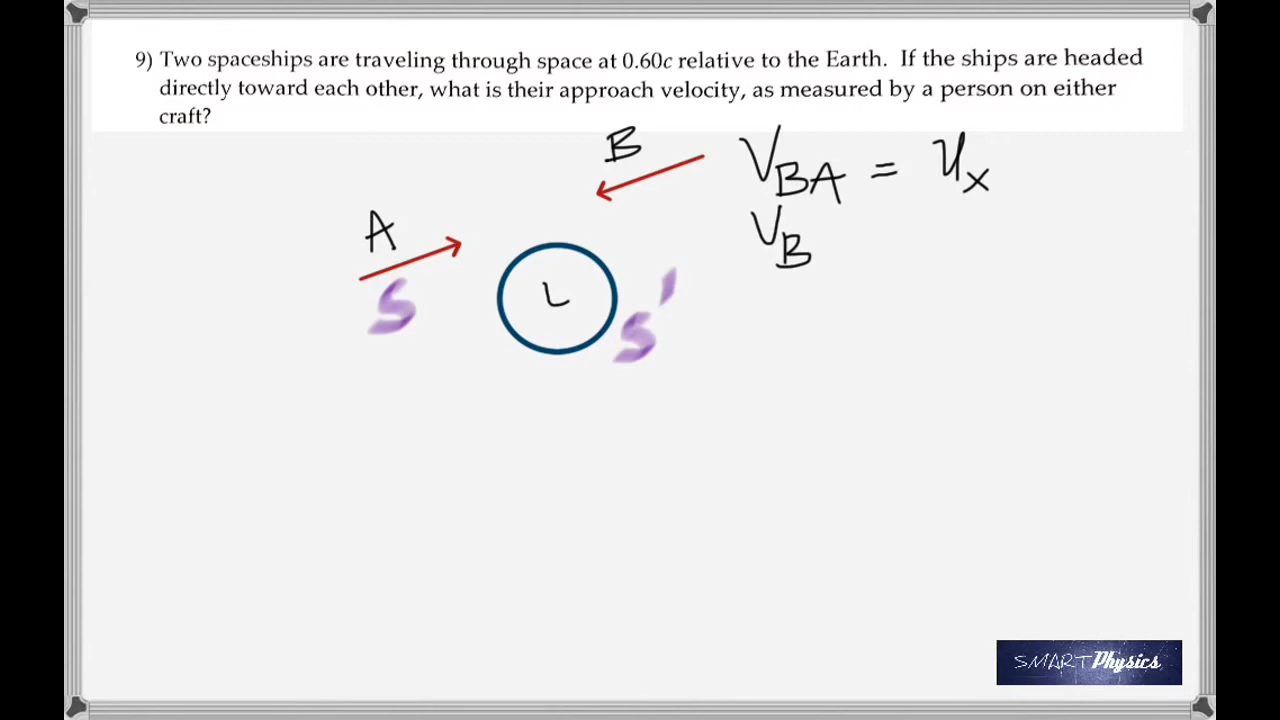 9) Two spaceships are traveling through space at 0.60c relative to the Earth. If the ships are headed
directly toward each other, what is their approach velocity, as measured by a person on either
craft?
B
V_BA = u_x
V_B
A
S
L
S'
SMART Physics